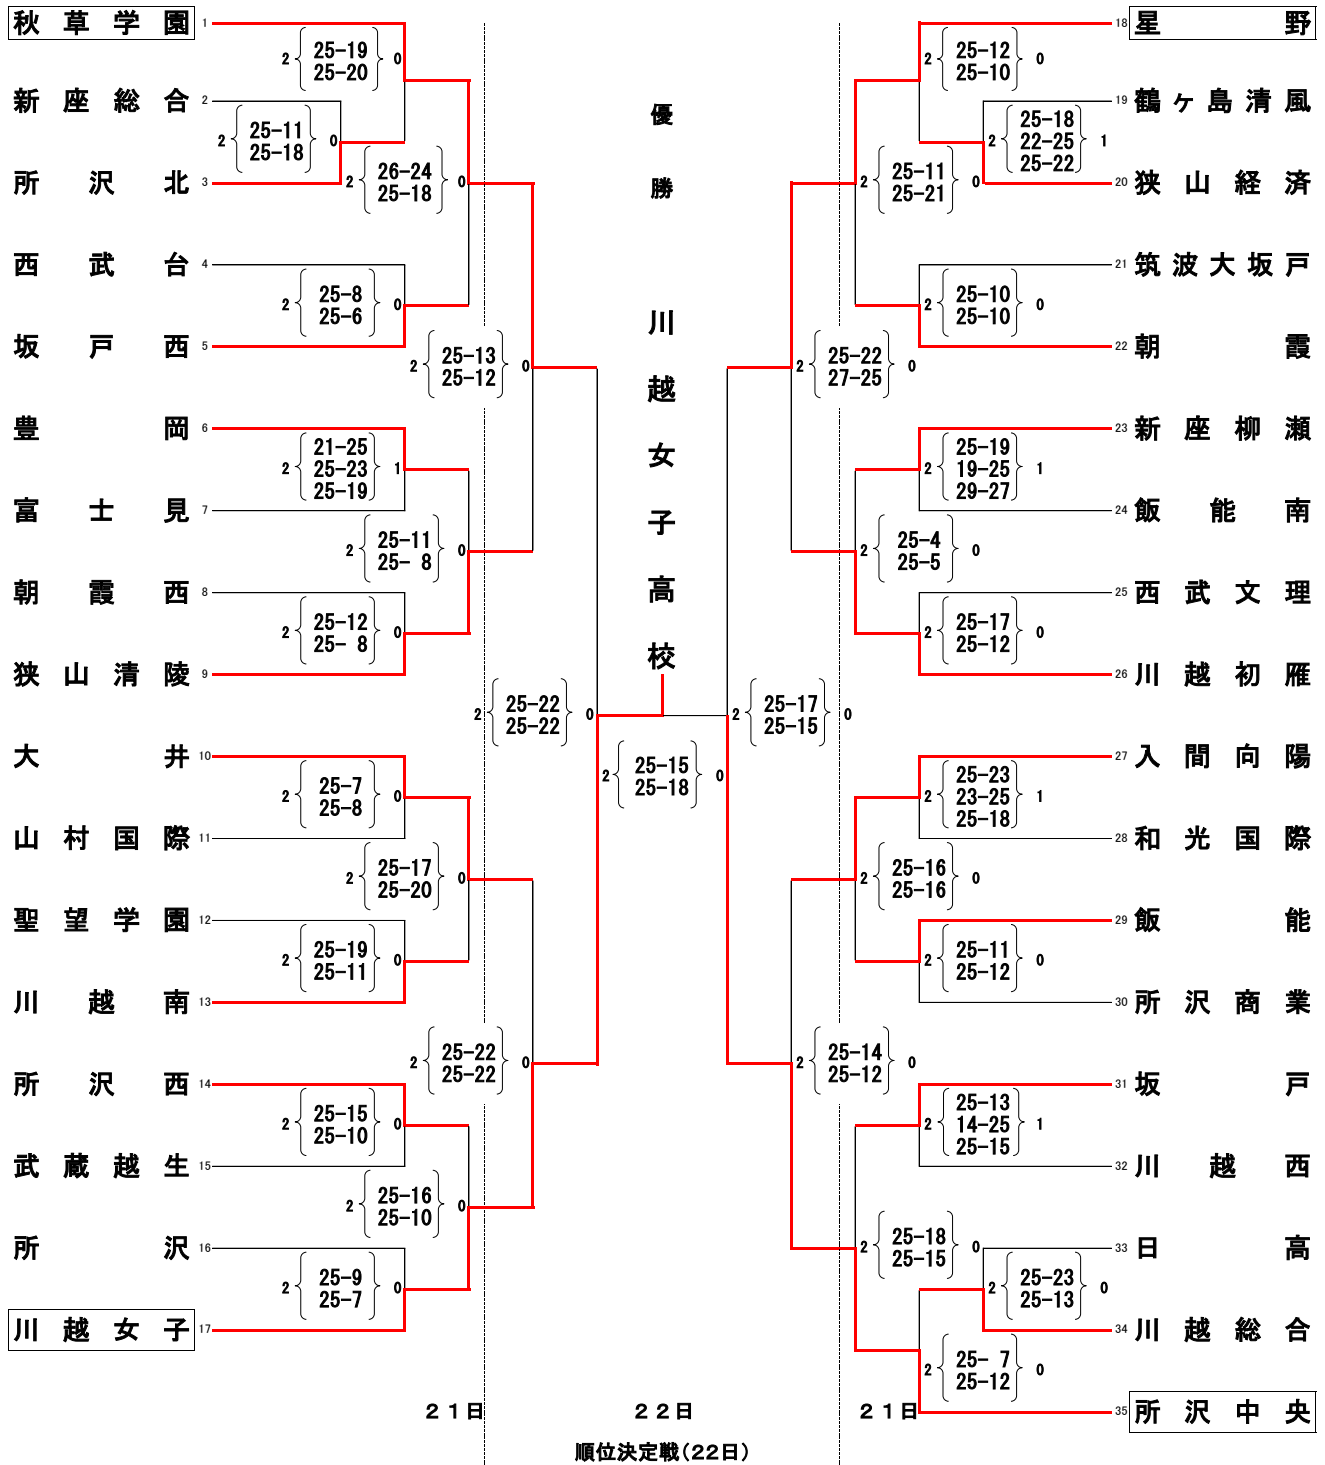 秋草学園 1
2 25-19 0
25-20
新座総合 2
2 25-11 0
25-18
所沢北 3
2 26-24 0
25-18
西武台 4
2 25-8 0
25-6
坂戸西 5
2 25-13 0
25-12
豊岡 6
2 21-25 1
25-23
25-19
富士見 7
2 25-11 0
25- 8
朝霞西 8
2 25-12 0
25- 8
狭山清陵 9
2 25-22 0
25-22
大井 10
2 25-7 0
25-8
山村国際 11
2 25-17 0
25-20
聖望学園 12
2 25-19 0
25-11
川越南 13
2 25-22 0
25-22
所沢西 14
2 25-15 0
25-10
武蔵越生 15
2 25-16 0
25-10
所沢 16
2 25-9 0
25-7
川越女子 17
優勝
川越女子高校
2 25-15 0
25-18
18 星野
2 25-12 0
25-10
19 鶴ヶ島清風
2 25-18 1
22-25
25-22
20 狭山経済
2 25-11 0
25-21
21 筑波大坂戸
2 25-10 0
25-10
22 朝霞
2 25-22 0
27-25
23 新座柳瀬
2 25-19 1
19-25
29-27
24 飯能南
2 25-4 0
25-5
25 西武文理
2 25-17 0
25-12
26 川越初雁
2 25-17 0
25-15
27 入間向陽
2 25-23 1
23-25
25-18
28 和光国際
2 25-16 0
25-16
29 飯能
2 25-11 0
25-12
30 所沢商業
2 25-14 0
25-12
31 坂戸
2 25-13 1
14-25
25-15
32 川越西
2 25-18 0
25-15
33 日高
2 25-23 0
25-13
34 川越総合
2 25- 7 0
25-12
35 所沢中央
21日 22日 21日
順位決定戦(22日)